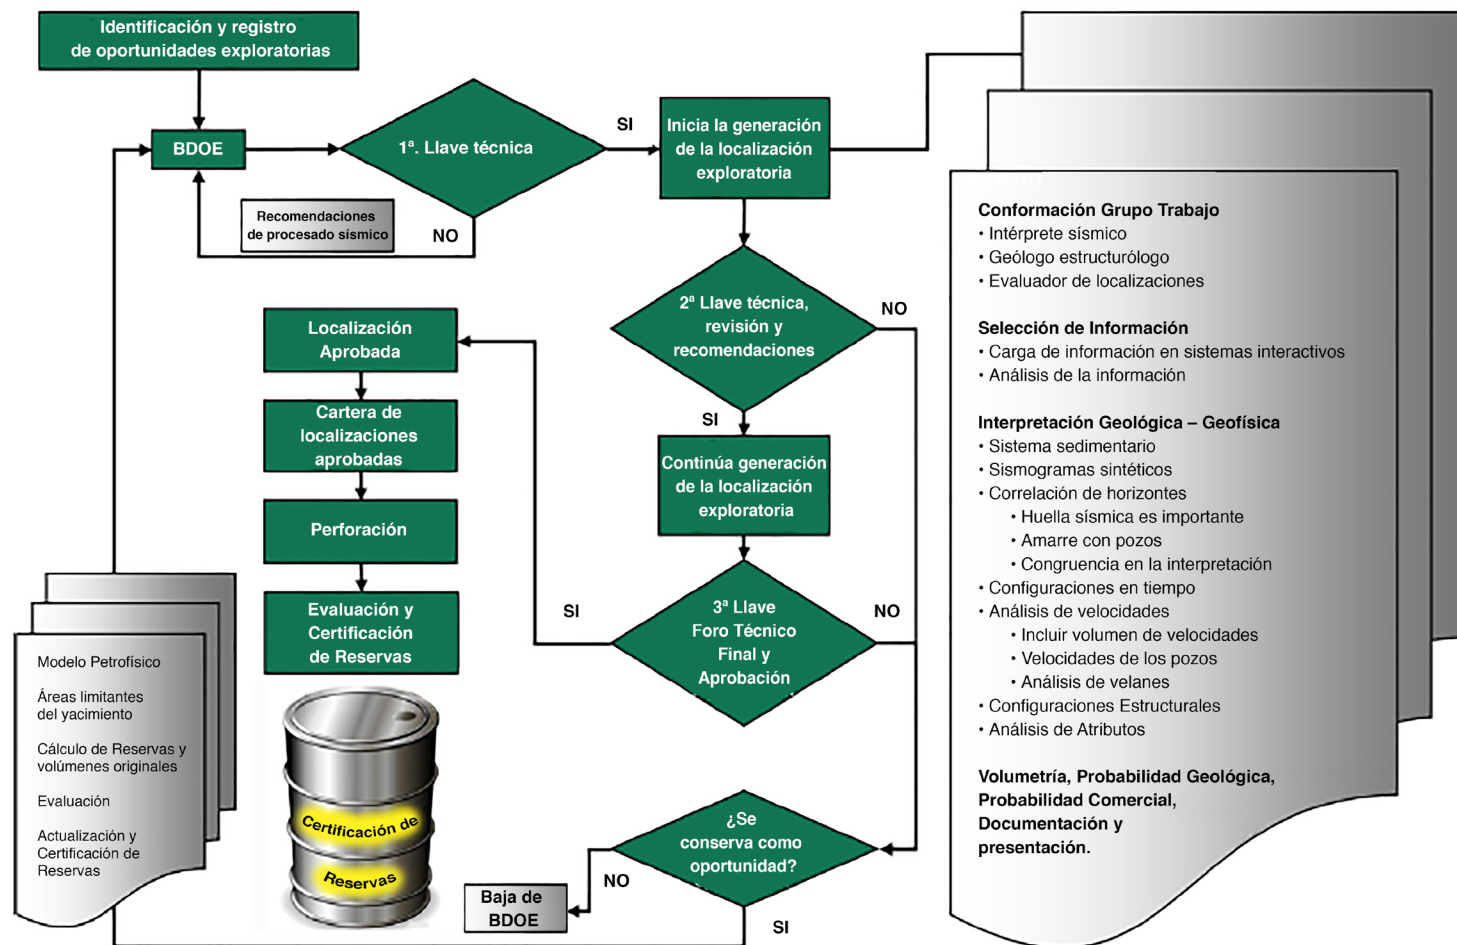 Identificación y registro
de oportunidades exploratorias
BDOE
1ª. Llave técnica
SI
Inicia la generación
de la localización
exploratoria
Recomendaciones
de procesado sísmico
NO
2ª Llave técnica,
revisión y
recomendaciones
NO
SI
Continúa generación
de la localización
exploratoria
3ª Llave
Foro Técnico
Final y
Aprobación
NO
SI
Localización
Aprobada
Cartera de
localizaciones
aprobadas
Perforación
Evaluación y
Certificación
de Reservas
Certificación de
Reservas
¿Se
conserva como
oportunidad?
NO
SI
Baja de
BDOE
Modelo Petrofísico
Áreas limitantes
del yacimiento
Cálculo de Reservas y
volúmenes originales
Evaluación
Actualización y
Certificación de
Reservas
Conformación Grupo Trabajo
• Intérprete sísmico
• Geólogo estructurólogo
• Evaluador de localizaciones
Selección de Información
• Carga de información en sistemas interactivos
• Análisis de la información
Interpretación Geológica – Geofísica
• Sistema sedimentario
• Sismogramas sintéticos
• Correlación de horizontes
• Huella sísmica es importante
• Amarre con pozos
• Congruencia en la interpretación
• Configuraciones en tiempo
• Análisis de velocidades
• Incluir volumen de velocidades
• Velocidades de los pozos
• Análisis de velanes
• Configuraciones Estructurales
• Análisis de Atributos
Volumetría, Probabilidad Geológica,
Probabilidad Comercial,
Documentación y
presentación.